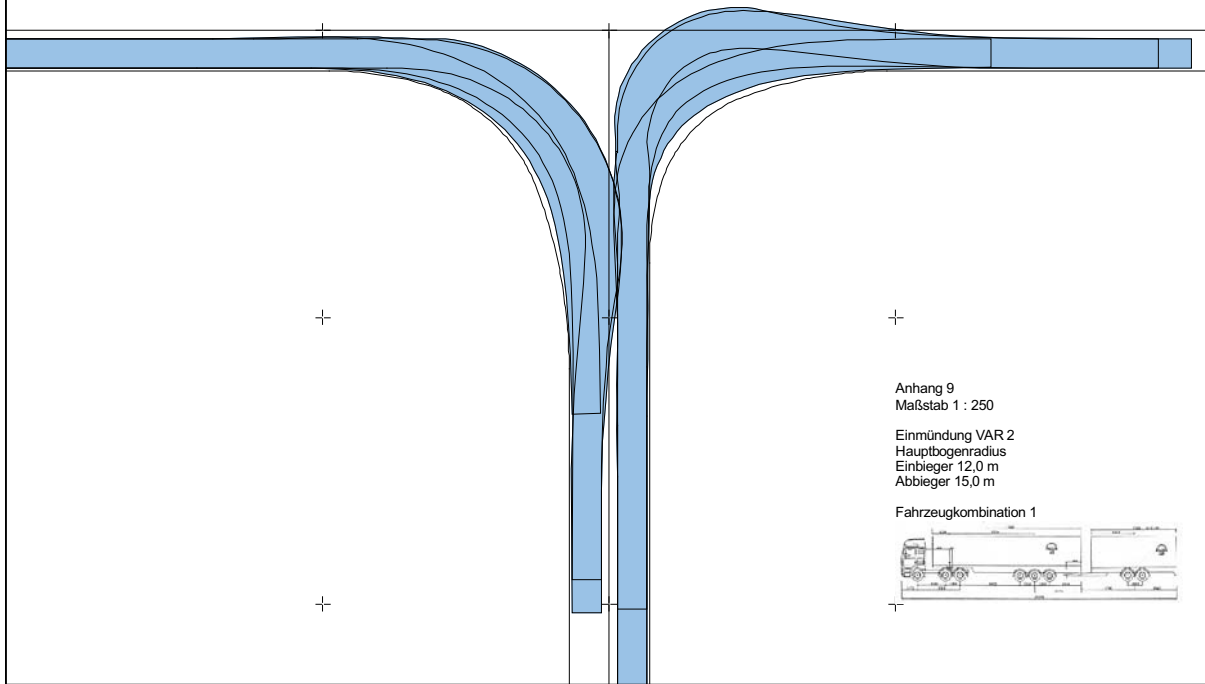 Anhang 9
Maßstab 1 : 250
Einmündung VAR 2
Hauptbogenradius
Einbieger 12,0 m
Abbieger 15,0 m
Fahrzeugkombination 1